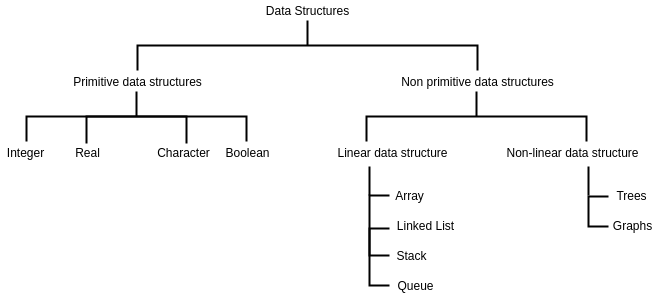 Data Structures
Primitive data structures
Non primitive data structures
Integer
Real
Character
Boolean
Linear data structure
Non-linear data structure
Array
Trees
Linked List
Graphs
Stack
Queue